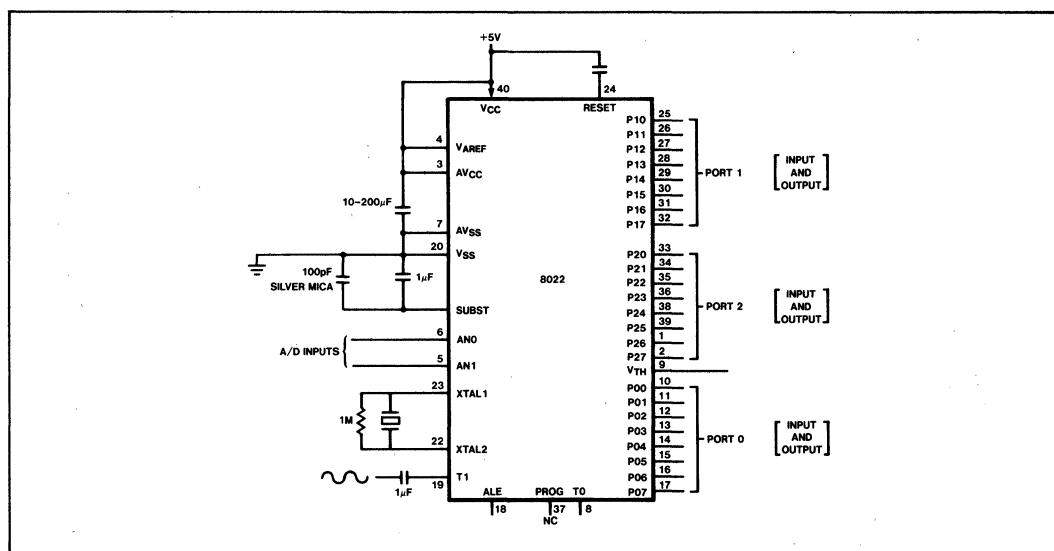 +5V
40
24
VCC
RESET
4
VAREF
3
AVCC
10~200µF
7
AVSS
20
VSS
100pF
SILVER MICA
1µF
SUBST
6
AN0
A/D INPUTS
5
AN1
23
XTAL1
1M
22
XTAL2
T1
19
1µF
ALE
18
PROG
37
NC
T0
8
8022
P10 25
P11 26
P12 27
P13 28
P14 29
P15 30
P16 31
P17 32
PORT 1
INPUT
AND
OUTPUT
P20 33
P21 34
P22 35
P23 36
P24 38
P25 39
P26 1
P27 2
PORT 2
INPUT
AND
OUTPUT
VTH 9
P00 10
P01 11
P02 12
P03 13
P04 14
P05 15
P06 16
P07 17
PORT 0
INPUT
AND
OUTPUT